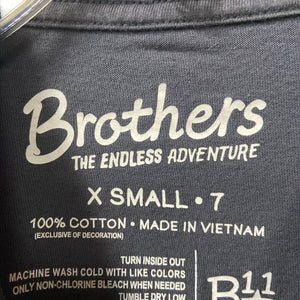 Brothers
THE ENDLESS ADVENTURE
X SMALL • 7
100% COTTON • MADE IN VIETNAM
(EXCLUSIVE OF DECORATION)
TURN INSIDE OUT
MACHINE WASH COLD WITH LIKE COLORS
ONLY NON-CHLORINE BLEACH WHEN NEEDED
TUMBLE DRY LOW